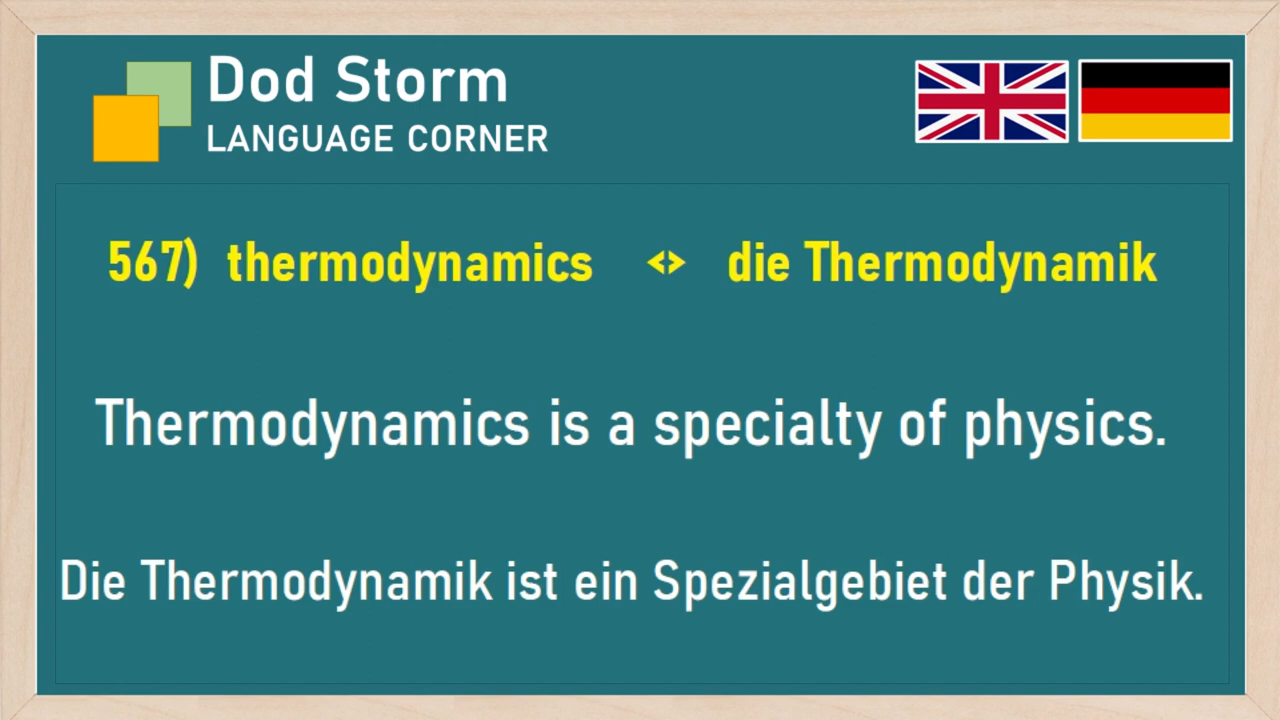 Dod Storm
LANGUAGE CORNER
567) thermodynamics <> die Thermodynamik
Thermodynamics is a specialty of physics.
Die Thermodynamik ist ein Spezialgebiet der Physik.